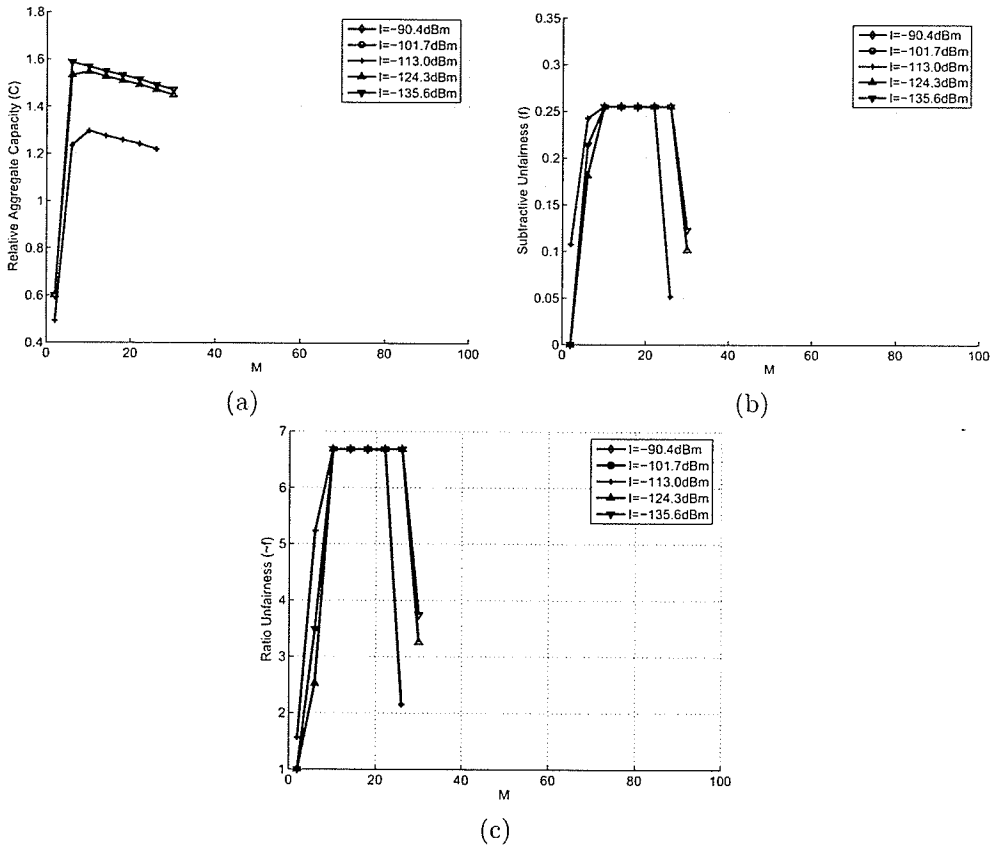 1.8
1.6
1.4
1.2
1
0.8
0.6
0.4
0
20
40
60
80
100
M
Relative Aggregate Capacity (C)
I=−90.4dBm
I=−101.7dBm
I=−113.0dBm
I=−124.3dBm
I=−135.6dBm
(a)
0.35
0.3
0.25
0.2
0.15
0.1
0.05
0
0
20
40
60
80
100
M
Subtractive Unfairness (f)
I=−90.4dBm
I=−101.7dBm
I=−113.0dBm
I=−124.3dBm
I=−135.6dBm
(b)
7
6
5
4
3
2
1
0
20
40
60
80
100
M
Ratio Unfairness (~f)
I=−90.4dBm
I=−101.7dBm
I=−113.0dBm
I=−124.3dBm
I=−135.6dBm
(c)